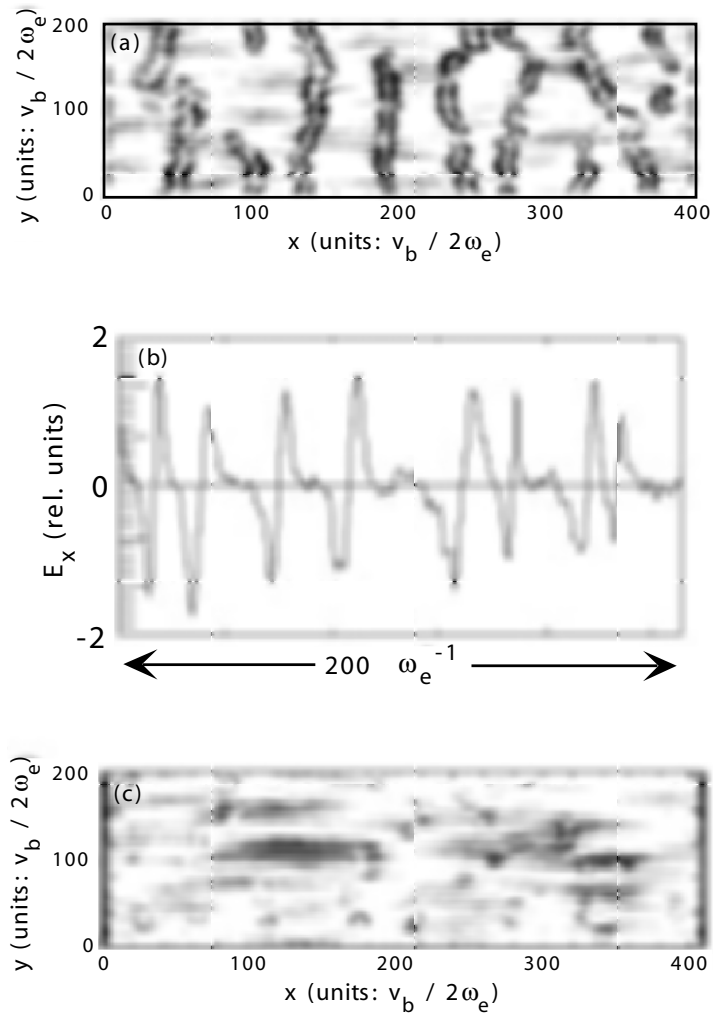 (a)
y (units: v_b / 2ω_e)
200
100
0
0 100 200 300 400
x (units: v_b / 2ω_e)
(b)
E_x (rel. units)
2
0
-2
200 ω_e^-1
(c)
y (units: v_b / 2ω_e)
200
100
0
0 100 200 300 400
x (units: v_b / 2ω_e)